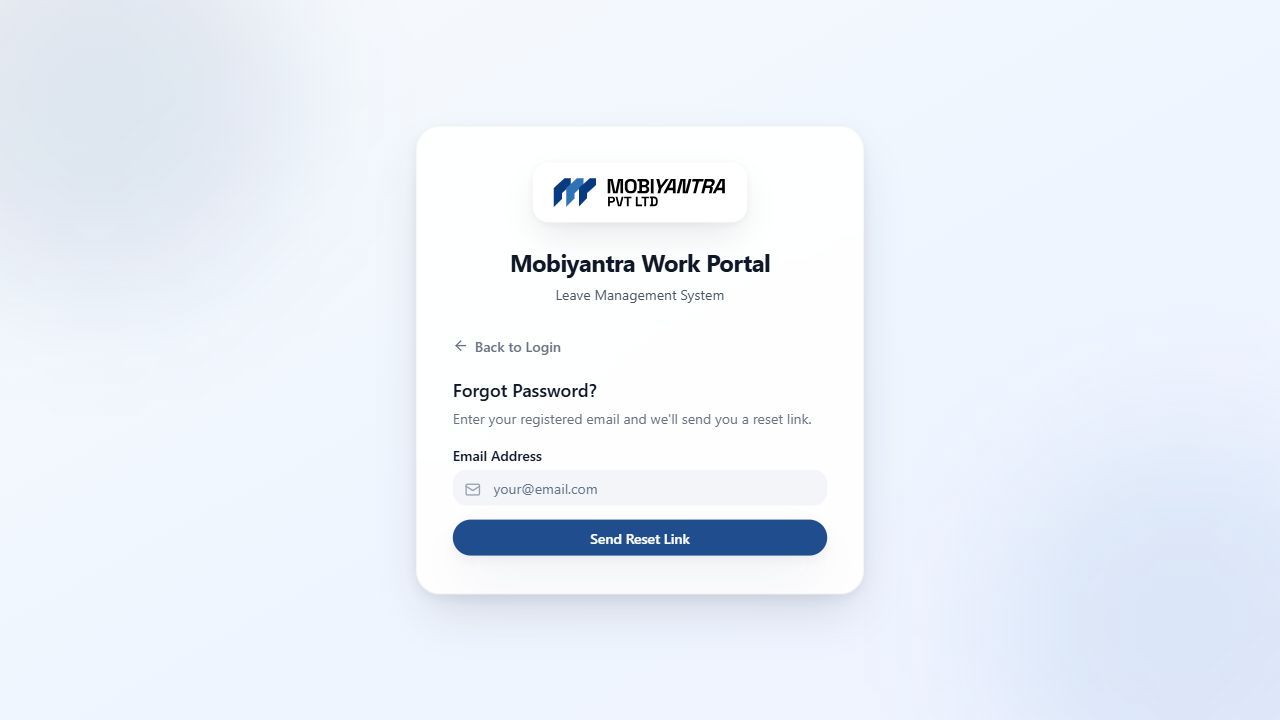 MOBIYANTRA
PVT LTD
Mobiyantra Work Portal
Leave Management System
Back to Login
Forgot Password?
Enter your registered email and we'll send you a reset link.
Email Address
your@email.com
Send Reset Link